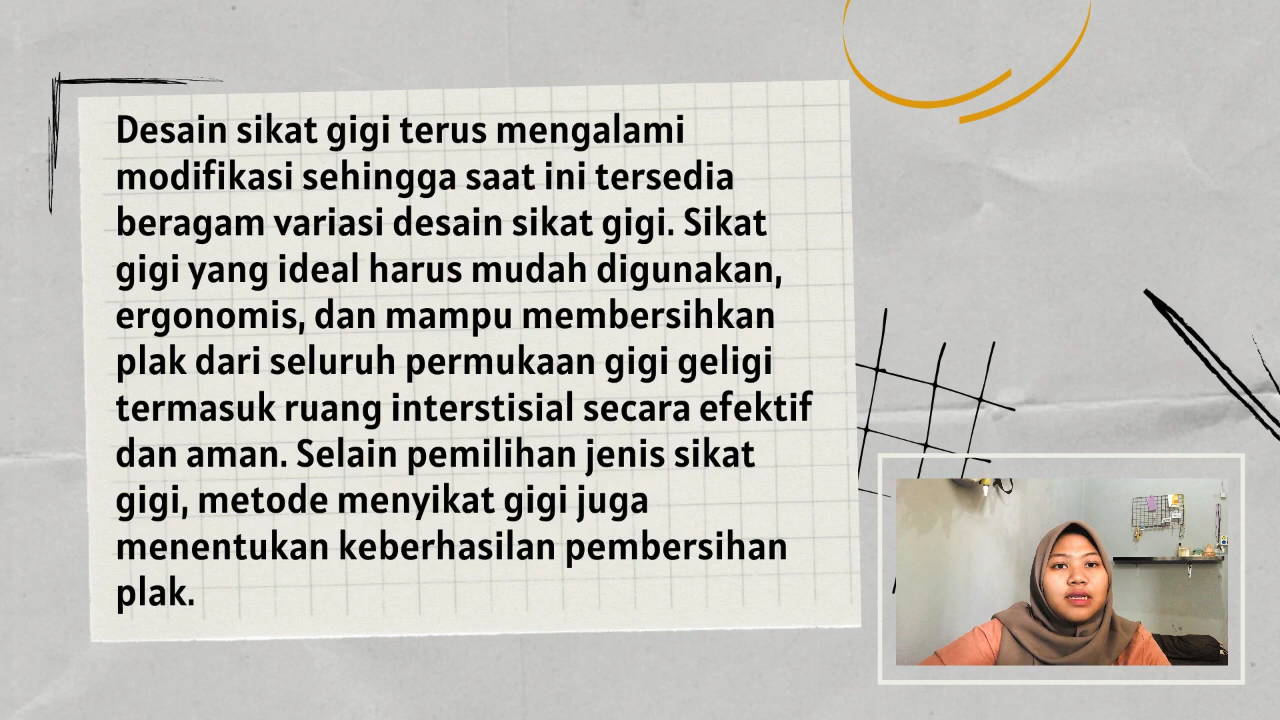 Desain sikat gigi terus mengalami
modifikasi sehingga saat ini tersedia
beragam variasi desain sikat gigi. Sikat
gigi yang ideal harus mudah digunakan,
ergonomis, dan mampu membersihkan
plak dari seluruh permukaan gigi geligi
termasuk ruang interstisial secara efektif
dan aman. Selain pemilihan jenis sikat
gigi, metode menyikat gigi juga
menentukan keberhasilan pembersihan
plak.